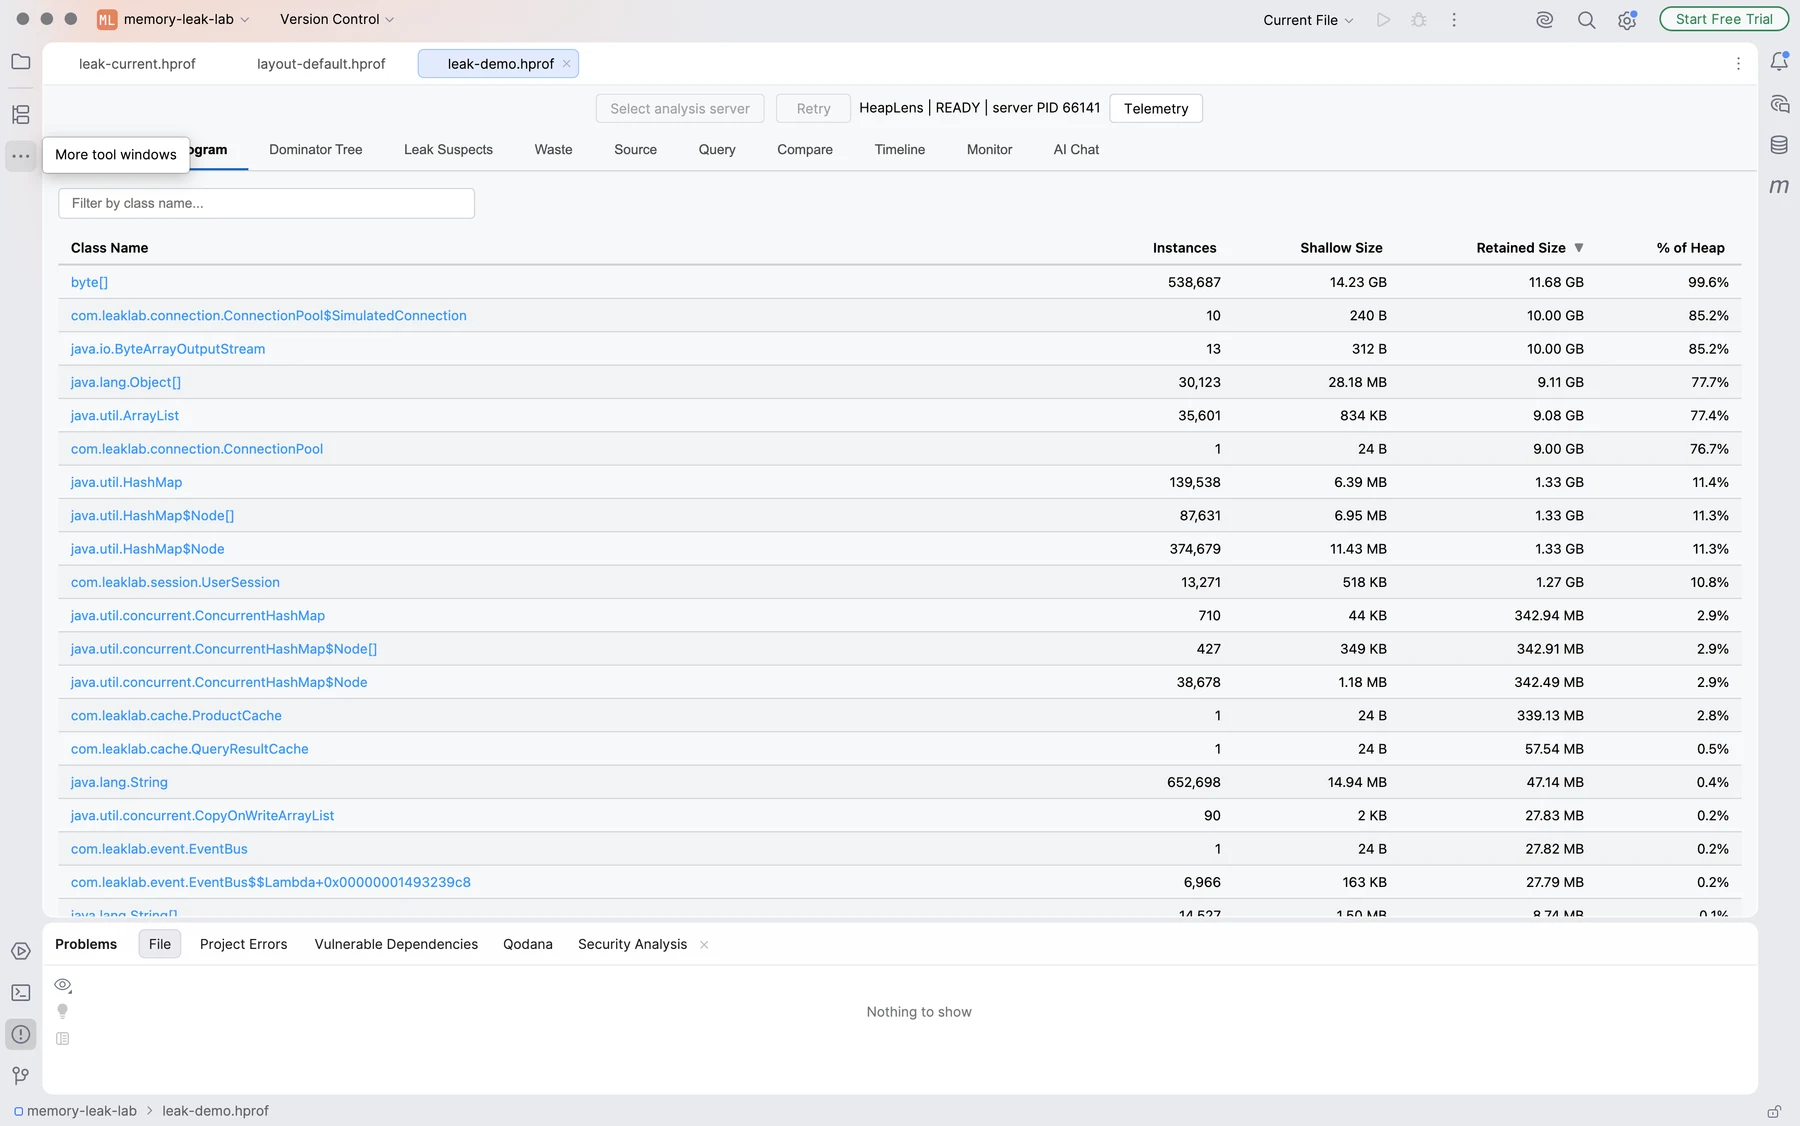 ML memory-leak-lab Version Control Current File Start Free Trial
leak-current.hprof layout-default.hprof leak-demo.hprof
Select analysis server Retry HeapLens | READY | server PID 66141 Telemetry
More tool windows ogram Dominator Tree Leak Suspects Waste Source Query Compare Timeline Monitor AI Chat
Filter by class name...
Class Name Instances Shallow Size Retained Size ▼ % of Heap
byte[] 538,687 14.23 GB 11.68 GB 99.6%
com.leaklab.connection.ConnectionPool$SimulatedConnection 10 240 B 10.00 GB 85.2%
java.io.ByteArrayOutputStream 13 312 B 10.00 GB 85.2%
java.lang.Object[] 30,123 28.18 MB 9.11 GB 77.7%
java.util.ArrayList 35,601 834 KB 9.08 GB 77.4%
com.leaklab.connection.ConnectionPool 1 24 B 9.00 GB 76.7%
java.util.HashMap 139,538 6.39 MB 1.33 GB 11.4%
java.util.HashMap$Node[] 87,631 6.95 MB 1.33 GB 11.3%
java.util.HashMap$Node 374,679 11.43 MB 1.33 GB 11.3%
com.leaklab.session.UserSession 13,271 518 KB 1.27 GB 10.8%
java.util.concurrent.ConcurrentHashMap 710 44 KB 342.94 MB 2.9%
java.util.concurrent.ConcurrentHashMap$Node[] 427 349 KB 342.91 MB 2.9%
java.util.concurrent.ConcurrentHashMap$Node 38,678 1.18 MB 342.49 MB 2.9%
com.leaklab.cache.ProductCache 1 24 B 339.13 MB 2.8%
com.leaklab.cache.QueryResultCache 1 24 B 57.54 MB 0.5%
java.lang.String 652,698 14.94 MB 47.14 MB 0.4%
java.util.concurrent.CopyOnWriteArrayList 90 2 KB 27.83 MB 0.2%
com.leaklab.event.EventBus 1 24 B 27.82 MB 0.2%
com.leaklab.event.EventBus$$Lambda+0x00000001493239c8 6,966 163 KB 27.79 MB 0.2%
java.lang.String[] 14,527 1.50 MB 8.74 MB 0.1%
Problems File Project Errors Vulnerable Dependencies Qodana Security Analysis
Nothing to show
memory-leak-lab > leak-demo.hprof